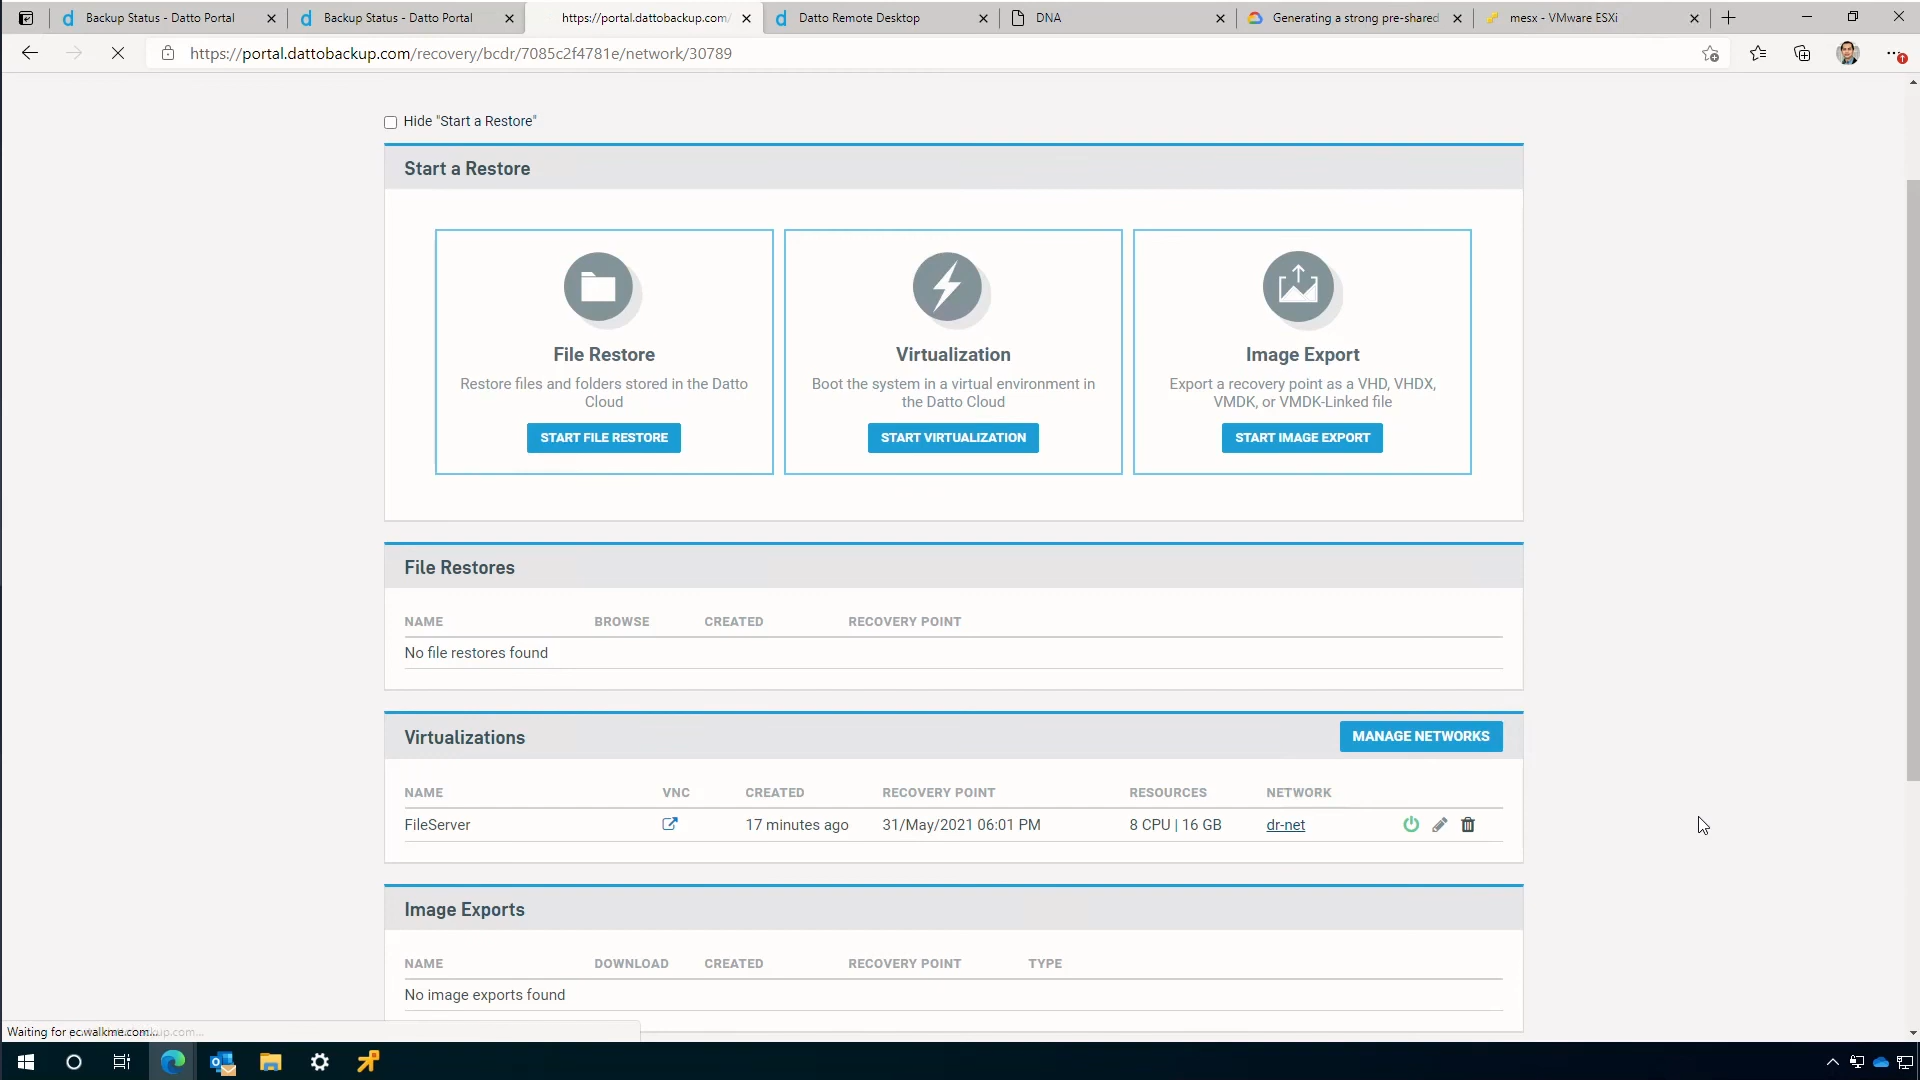 Backup Status - Datto Portal
Backup Status - Datto Portal
https://portal.dattobackup.com/
Datto Remote Desktop
DNA
Generating a strong pre-shared
mesx - VMware ESXi
https://portal.dattobackup.com/recovery/bcdr/7085c2f4781e/network/30789
Hide "Start a Restore"
Start a Restore
File Restore
Restore files and folders stored in the Datto
Cloud
START FILE RESTORE
Virtualization
Boot the system in a virtual environment in
the Datto Cloud
START VIRTUALIZATION
Image Export
Export a recovery point as a VHD, VHDX,
VMDK, or VMDK-Linked file
START IMAGE EXPORT
File Restores
NAME BROWSE CREATED RECOVERY POINT
No file restores found
Virtualizations
MANAGE NETWORKS
NAME VNC CREATED RECOVERY POINT RESOURCES NETWORK
FileServer 17 minutes ago 31/May/2021 06:01 PM 8 CPU | 16 GB dr-net
Image Exports
NAME DOWNLOAD CREATED RECOVERY POINT TYPE
No image exports found
Waiting for ec.walkme.com...